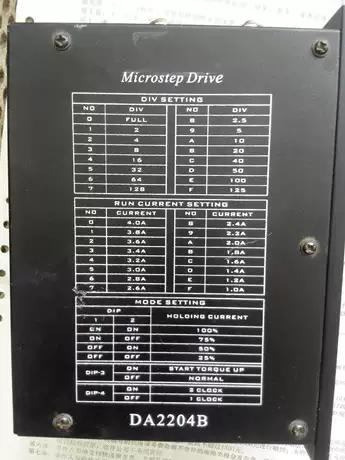 Microstep Drive
DIV SETTING
NO DIV NO DIV
0 FULL 8 2.5
1 2 9 5
2 4 A 10
3 8 B 20
4 16 C 40
5 32 D 50
6 64 E 100
7 128 F 125
RUN CURRENT SETTING
NO CURRENT NO CURRENT
0 4.0A 8 2.4A
1 3.8A 9 2.2A
2 3.6A A 2.0A
3 3.4A B 1.8A
4 3.2A C 1.6A
5 3.0A D 1.4A
6 2.8A E 1.2A
7 2.6A F 1.0A
MODE SETTING
DIP HOLDING CURRENT
1 2
ON ON 100%
ON OFF 75%
OFF ON 50%
OFF OFF 25%
DIP-3 ON START TORQUE UP
OFF NORMAL
DIP-4 ON 2 CLOCK
OFF 1 CLOCK
DA2204B